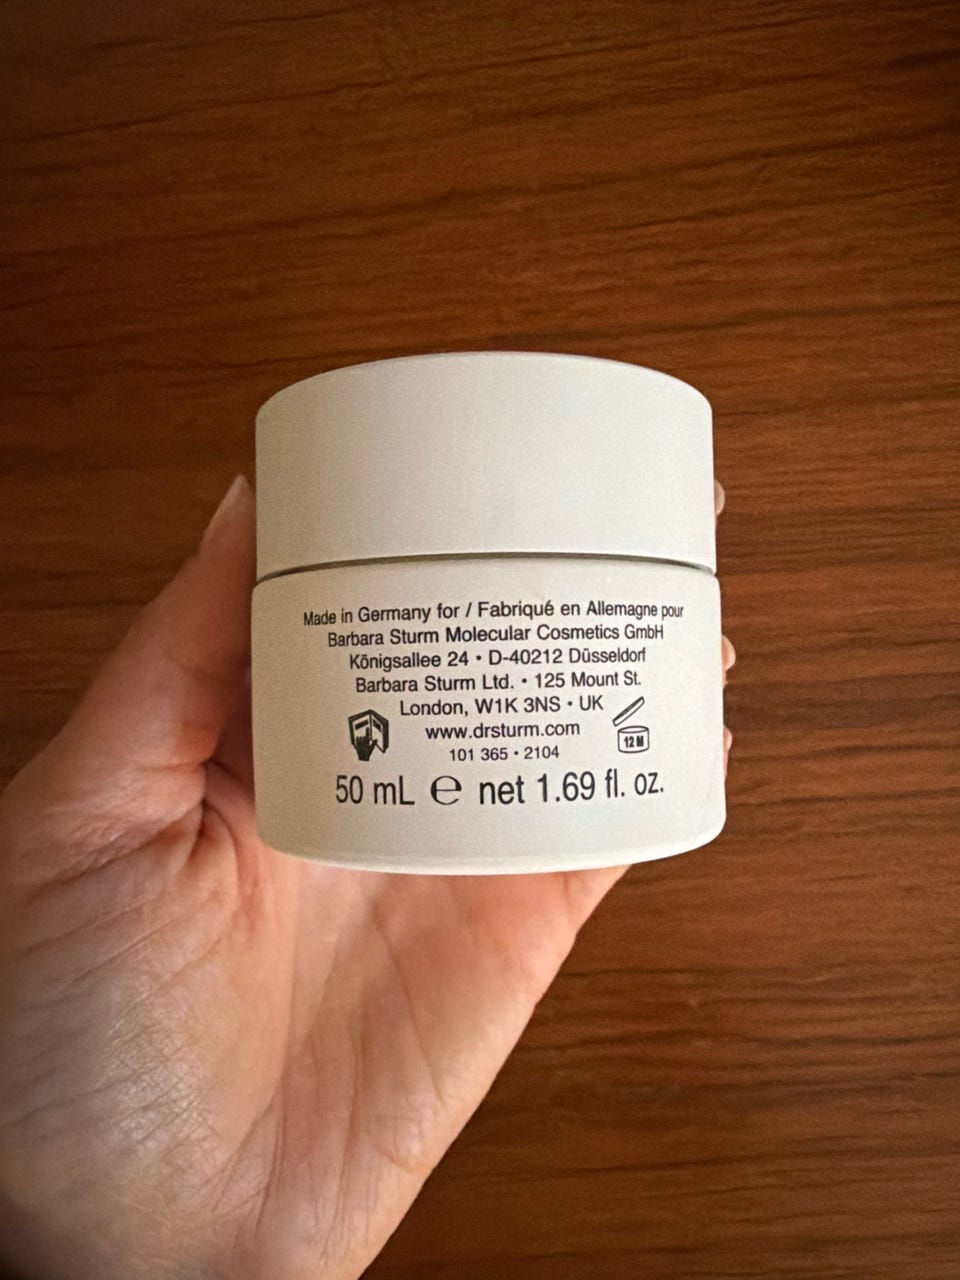 Made in Germany for / Fabriqué en Allemagne pour
Barbara Sturm Molecular Cosmetics GmbH
Königsallee 24 • D-40212 Düsseldorf
Barbara Sturm Ltd. • 125 Mount St.
London, W1K 3NS • UK
www.drsturm.com
12 M
101 365 • 2104
50 mL ℮ net 1.69 fl. oz.